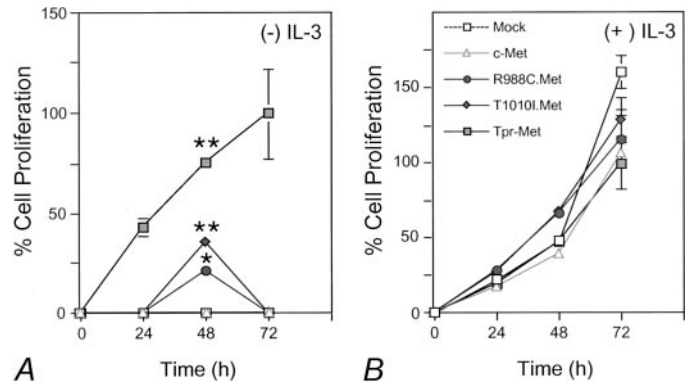 (-) IL-3
% Cell Proliferation
150
100
50
0
**
**
*
0 24 48 72
Time (h)
A
(+) IL-3
Mock
c-Met
R988C.Met
T1010I.Met
Tpr-Met
% Cell Proliferation
150
100
50
0
0 24 48 72
Time (h)
B